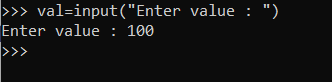 >>> val=input("Enter value : ")
Enter value : 100
>>>